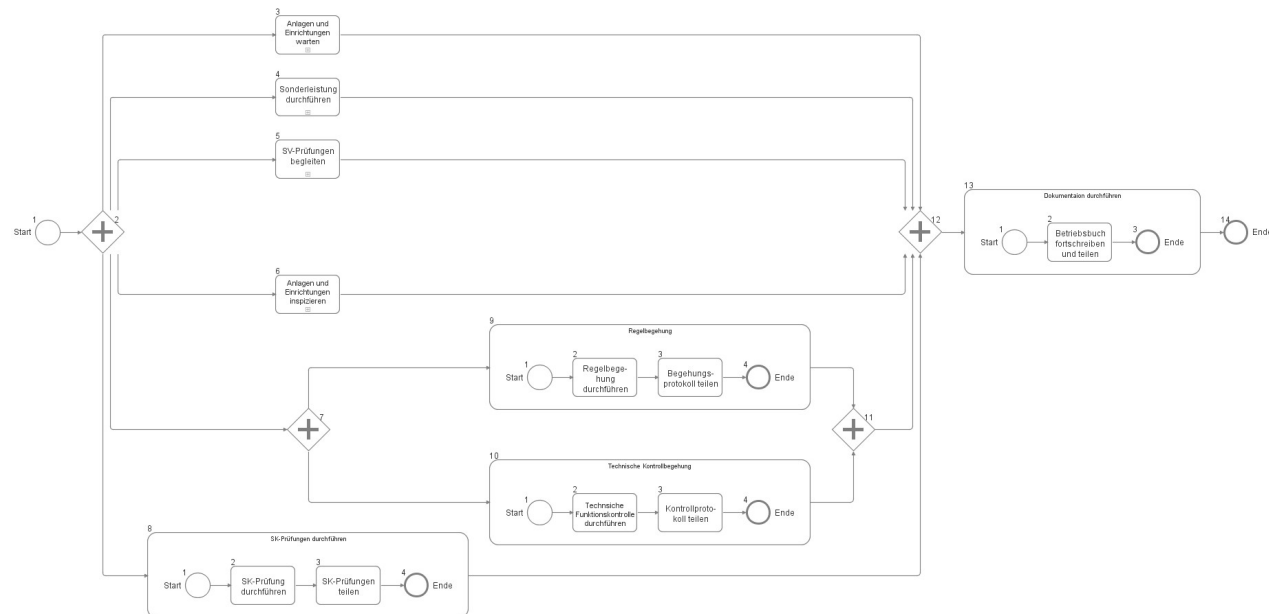 3
Anlagen und
Einrichtungen
warten
4
Sonderleistung
durchführen
5
SV-Prüfungen
begleiten
1
Start
2
12
13
Dokumentaion durchführen
1
Start
2
Betriebsbuch
fortschreiben
und teilen
3
Ende
14
Ende
6
Anlagen und
Einrichtungen
inspizieren
9
Regelbegehung
1
Start
2
Regelbege-
hung
durchführen
3
Begehungs-
protokoll teilen
4
Ende
7
11
10
Technische Kontrollbegehung
1
Start
2
Technsiche
Funktionskontrolle
durchführen
3
Kontrollproto-
koll teilen
4
Ende
8
SK-Prüfungen durchführen
1
Start
2
SK-Prüfung
durchführen
3
SK-Prüfungen
teilen
4
Ende